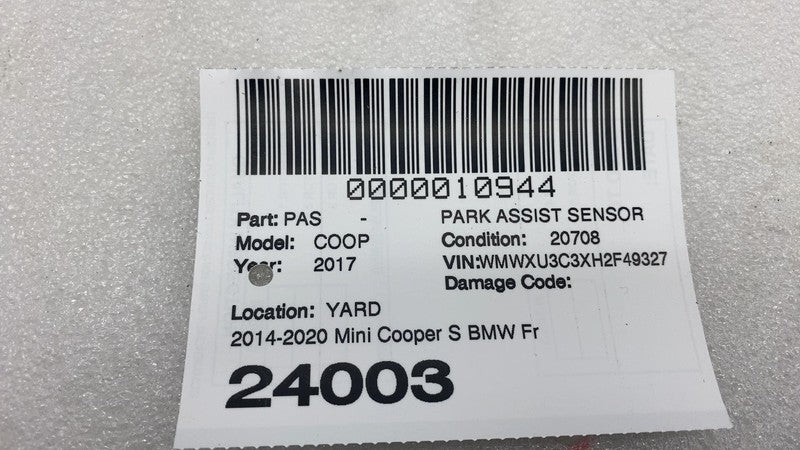 0000010944
Part: PAS - PARK ASSIST SENSOR
Model: COOP Condition: 20708
Year: 2017 VIN:WMWXU3C3XH2F49327
Damage Code:
Location: YARD
2014-2020 Mini Cooper S BMW Fr
24003